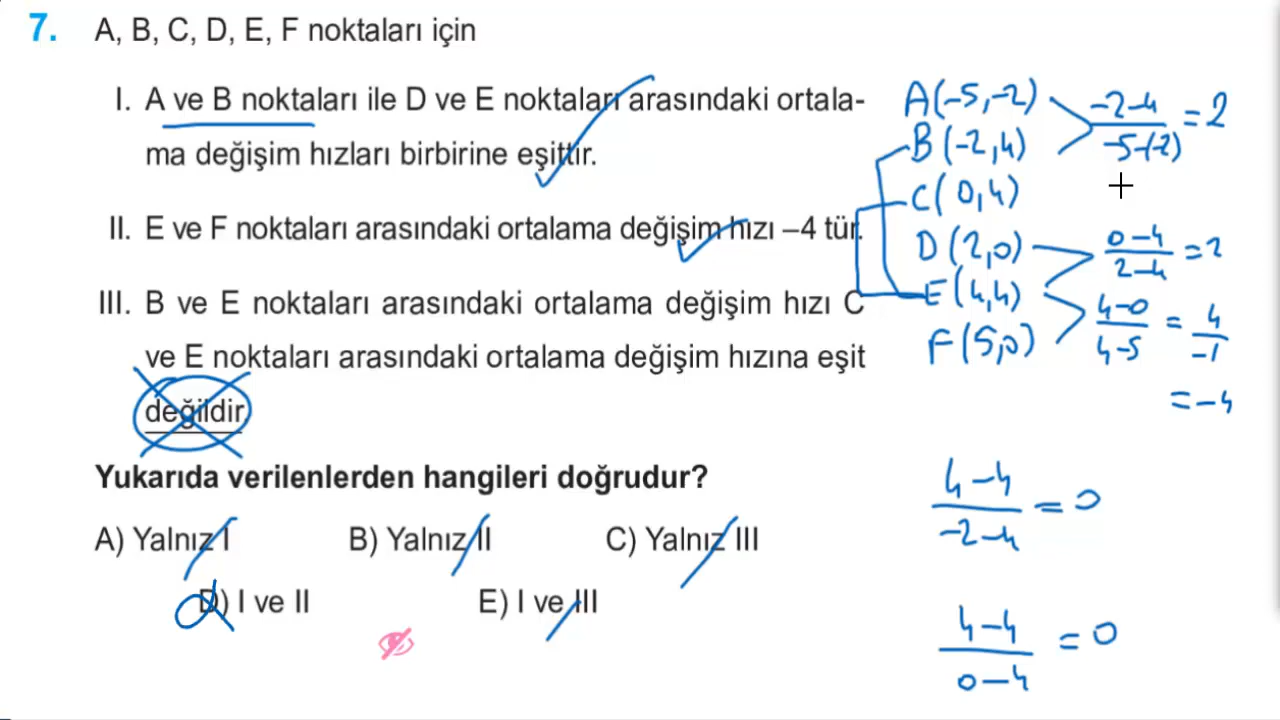 7. A, B, C, D, E, F noktaları için
I. A ve B noktaları ile D ve E noktaları arasındaki ortala-
ma değişim hızları birbirine eşittir.
II. E ve F noktaları arasındaki ortalama değişim hızı –4 tür.
III. B ve E noktaları arasındaki ortalama değişim hızı C
ve E noktaları arasındaki ortalama değişim hızına eşit
değildir.
Yukarıda verilenlerden hangileri doğrudur?
A) Yalnız I B) Yalnız II C) Yalnız III
D) I ve II E) I ve III
A(-5,-2)
B(-2,4)
C(0,4)
D(2,0)
E(4,4)
F(5,0)
-2-4 / -5-(-2) = 2
0-4 / 2-4 = 2
4-0 / 4-5 = 4 / -1
= -4
4-4 / -2-4 = 0
4-4 / 0-4 = 0